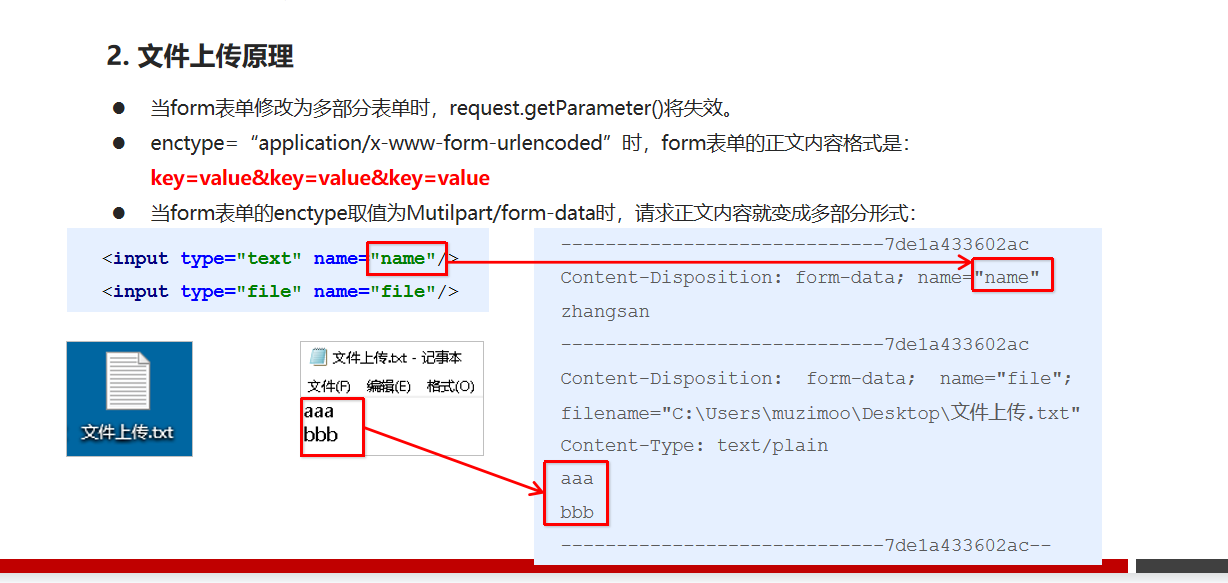 2. 文件上传原理
● 当form表单修改为多部分表单时，request.getParameter()将失效。
● enctype=“application/x-www-form-urlencoded”时，form表单的正文内容格式是：
key=value&key=value&key=value
● 当form表单的enctype取值为Mutilpart/form-data时，请求正文内容就变成多部分形式：
<input type="text" name="name"/>
<input type="file" name="file"/>
文件上传.txt
文件上传.txt - 记事本
文件(F) 编辑(E) 格式(O)
aaa
bbb
-----------------------------7de1a433602ac
Content-Disposition: form-data; name="name"
zhangsan
-----------------------------7de1a433602ac
Content-Disposition: form-data; name="file";
filename="C:\Users\muzimoo\Desktop\文件上传.txt"
Content-Type: text/plain
aaa
bbb
-----------------------------7de1a433602ac--